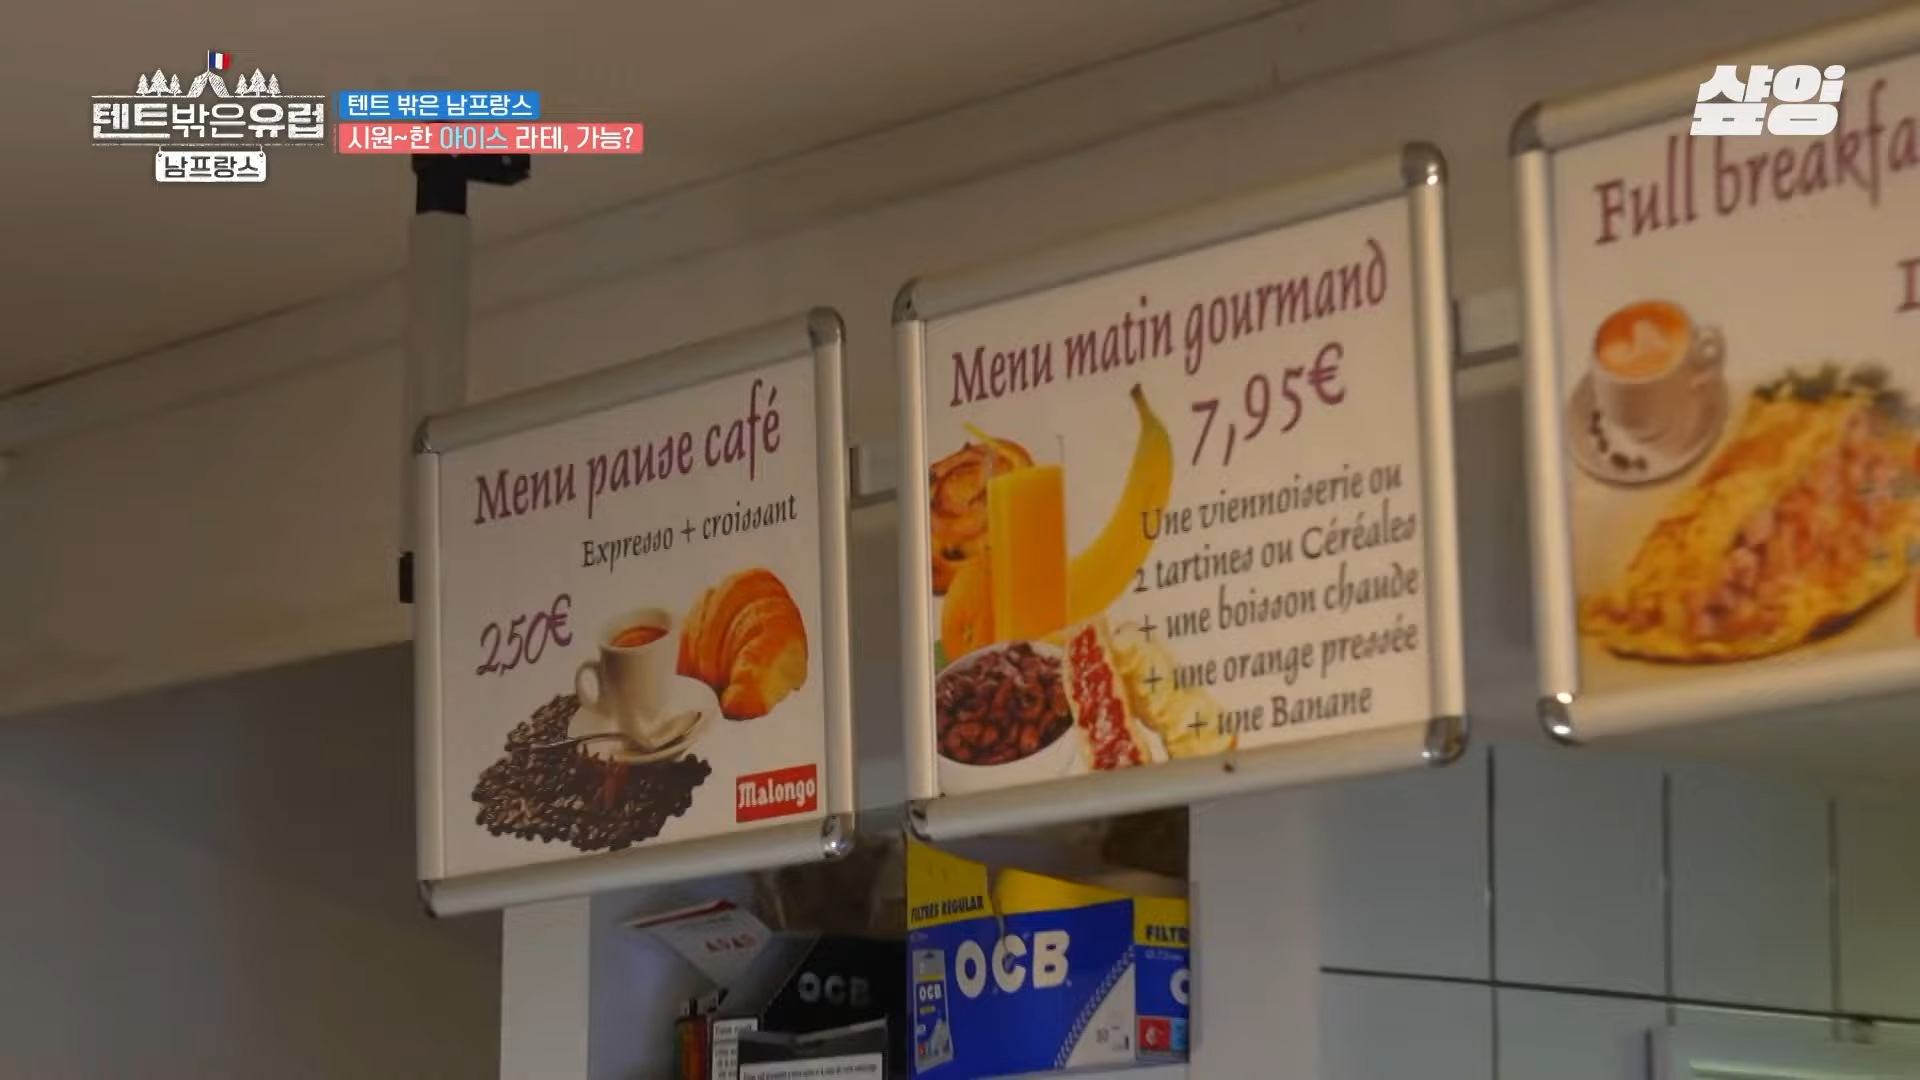 텐트밖은유럽
남프랑스
텐트 밖은 남프랑스
시원~한 아이스 라테, 가능?
샾잉
Menu pause café
Expresso + croissant
2,50€
Malongo
Menu matin gourmand
7,95€
Une viennoiserie ou
2 tartines ou Céréales
+ une boisson chaude
+ une orange pressée
+ une Banane
Full breakfa
FILTRES REGULAR
OCB
OCB
OCB
FILTR